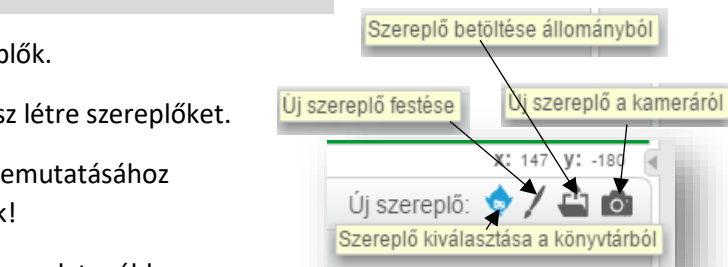 plők.
sz létre szereplőket.
emutatásához
k!
Szereplő betöltése állományból
Új szereplő festése
Új szereplő a kameráról
x: 147 y: -180
Új szereplő:
Szereplő kiválasztása a könyvtárból